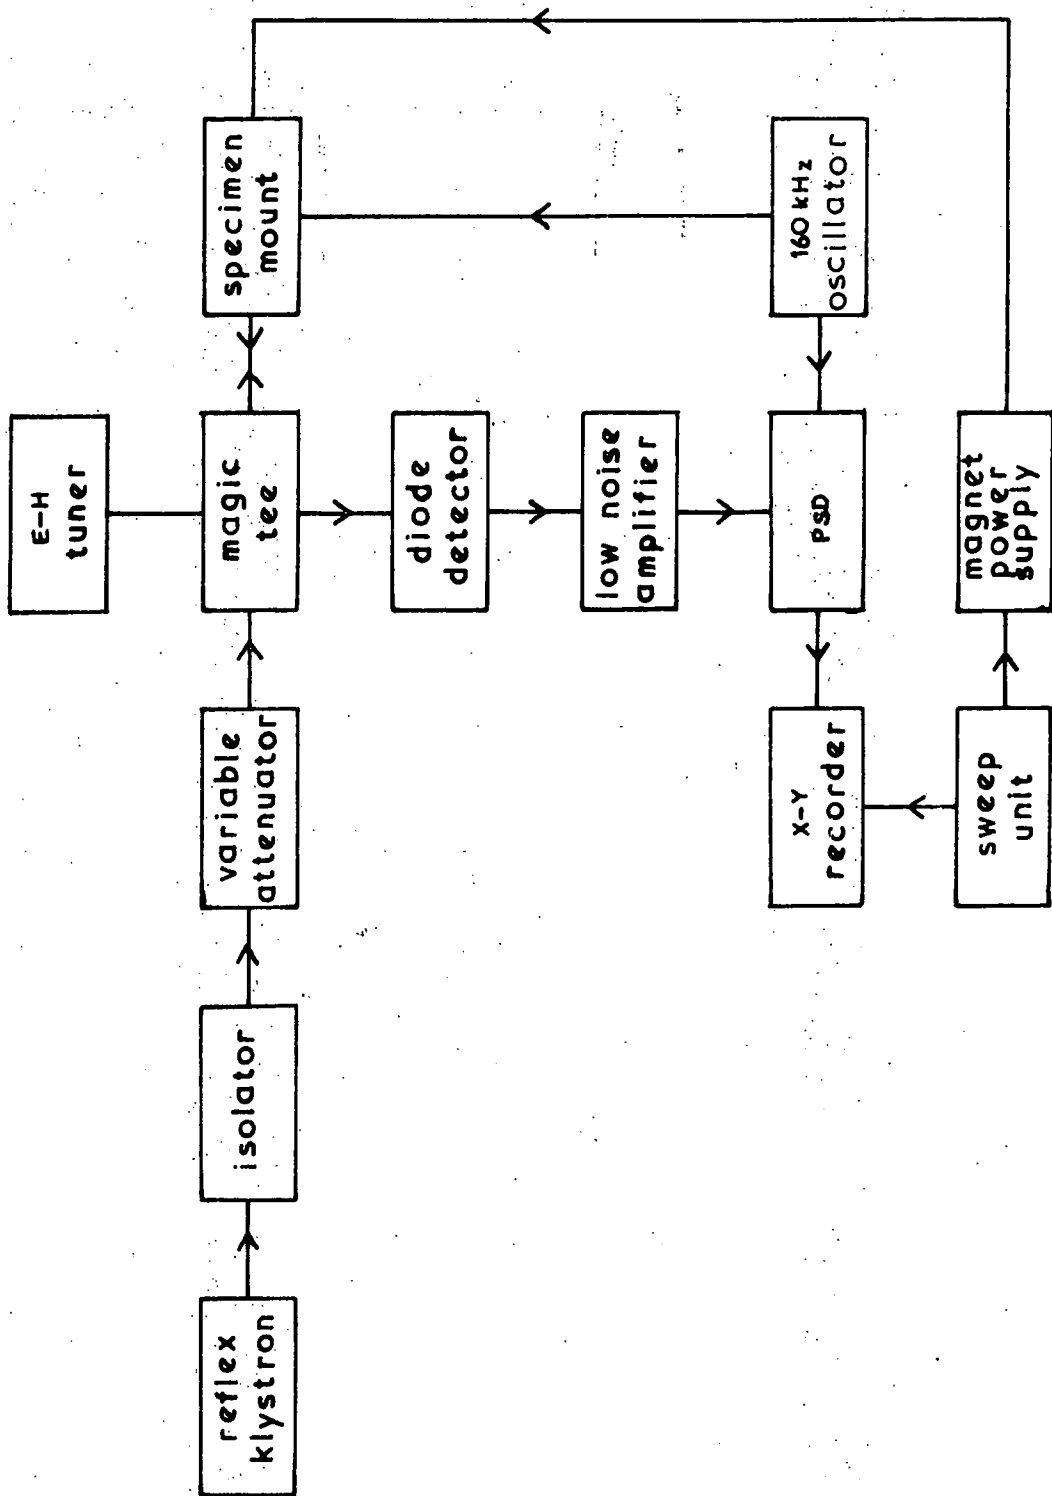 reflex
klystron
isolator
variable
attenuator
magic
tee
E-H
tuner
specimen
mount
diode
detector
low noise
amplifier
PSD
160 kHz
oscillator
X-Y
recorder
sweep
unit
magnet
power
supply